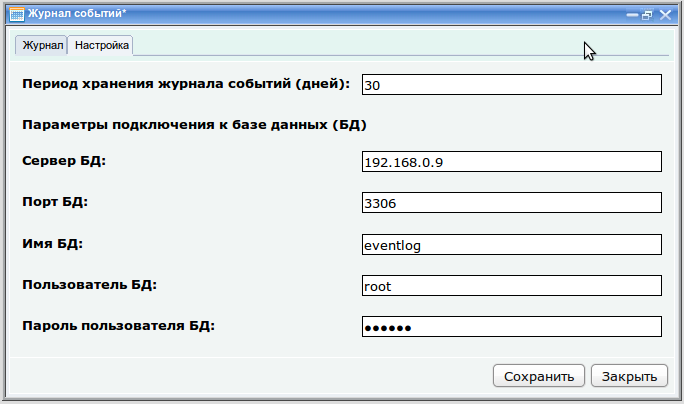 Журнал событий*
Журнал Настройка
Период хранения журнала событий (дней): 30
Параметры подключения к базе данных (БД)
Сервер БД: 192.168.0.9
Порт БД: 3306
Имя БД: eventlog
Пользователь БД: root
Пароль пользователя БД: ●●●●●●
Сохранить Закрыть